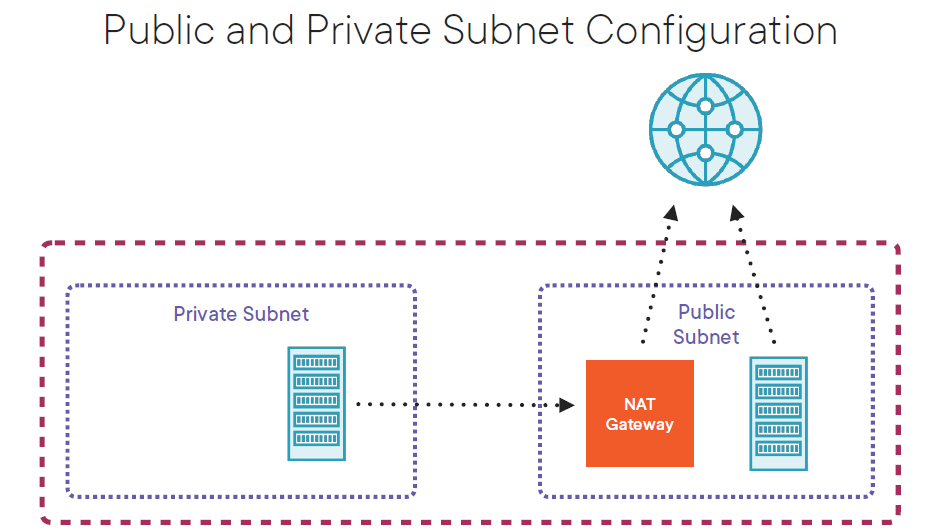 Public and Private Subnet Configuration
Private Subnet
Public
Subnet
NAT
Gateway